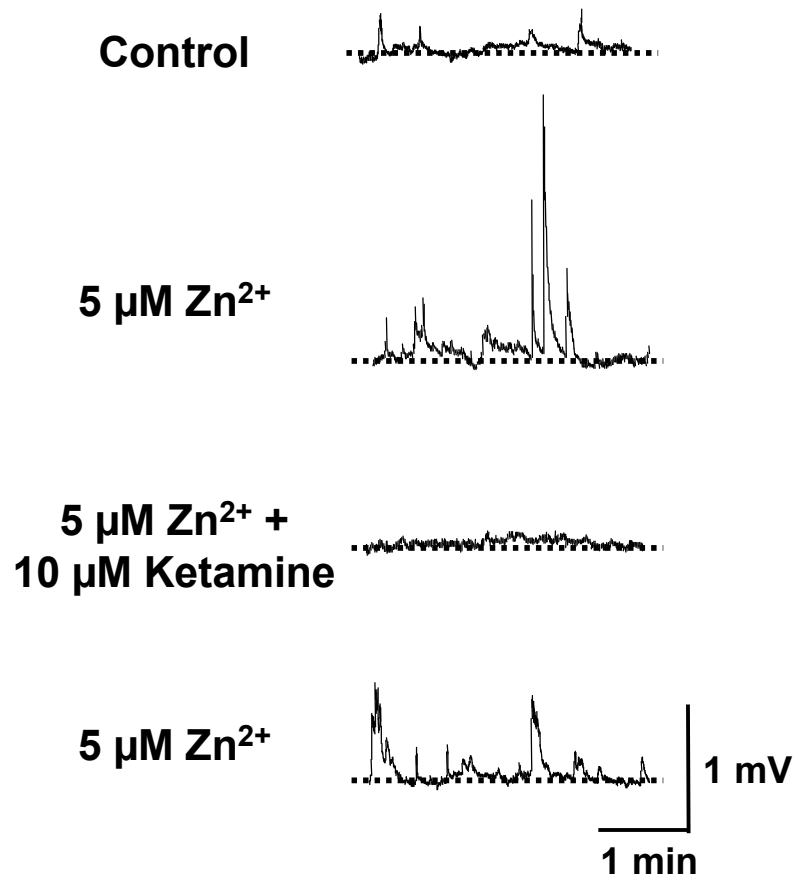 Control
5 µM Zn²⁺
5 µM Zn²⁺ +
10 µM Ketamine
5 µM Zn²⁺
1 mV
1 min